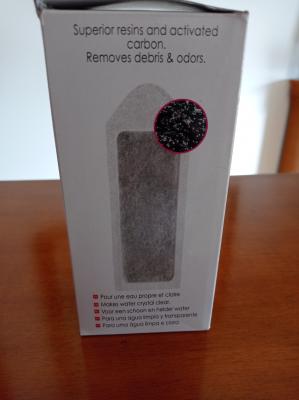 Superior resins and activated
carbon.
Removes debris & odors.
Pour une eau propre et claire
Makes water crystal clear.
Voor een schoon en helder water
Para una agua limpia y transparente
Para uma água limpa e clara